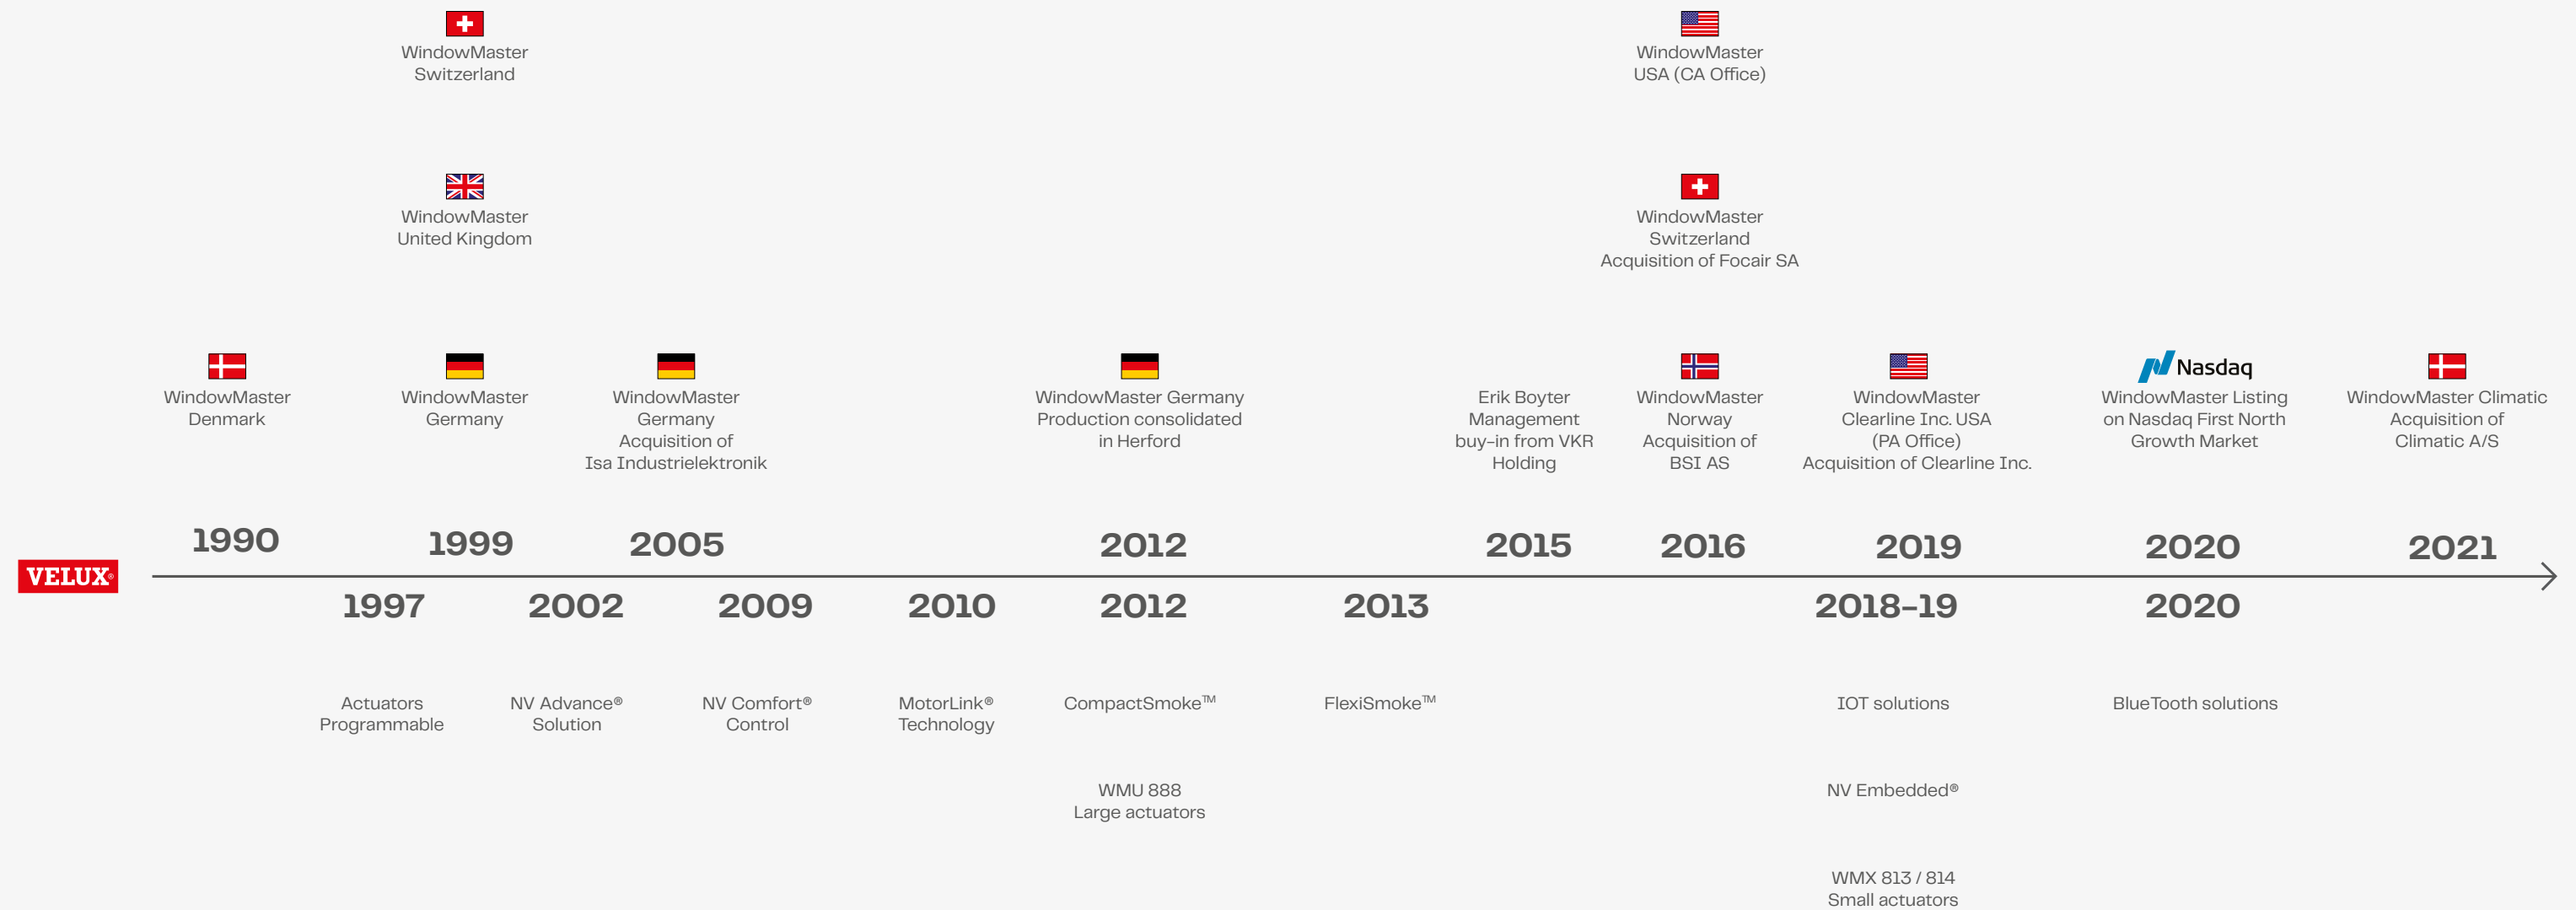 WindowMaster
Switzerland
WindowMaster
USA (CA Office)
WindowMaster
United Kingdom
WindowMaster
Switzerland
Acquisition of Focair SA
WindowMaster
Denmark
WindowMaster
Germany
WindowMaster
Germany
Acquisition of
Isa Industrielektronik
WindowMaster Germany
Production consolidated
in Herford
Erik Boyter
Management
buy-in from VKR
Holding
WindowMaster
Norway
Acquisition of
BSI AS
WindowMaster
Clearline Inc. USA
(PA Office)
Acquisition of Clearline Inc.
Nasdaq
WindowMaster Listing
on Nasdaq First North
Growth Market
WindowMaster Climatic
Acquisition of
Climatic A/S
1990
1999
2005
2012
2015
2016
2019
2020
2021
VELUX®
1997
2002
2009
2010
2012
2013
2018-19
2020
Actuators
Programmable
NV Advance®
Solution
NV Comfort®
Control
MotorLink®
Technology
CompactSmoke™
FlexiSmoke™
IOT solutions
BlueTooth solutions
WMU 888
Large actuators
NV Embedded®
WMX 813 / 814
Small actuators